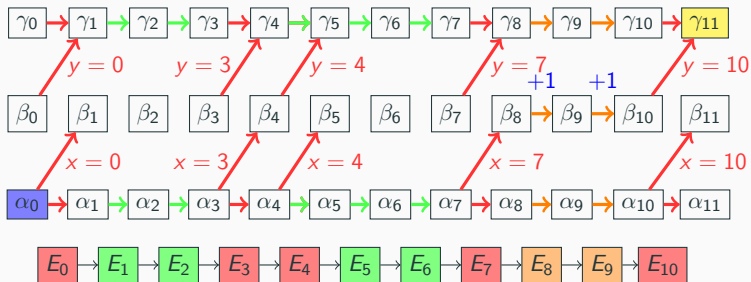 γ0 γ1 γ2 γ3 γ4 γ5 γ6 γ7 γ8 γ9 γ10 γ11
y = 0 y = 3 y = 4 y = 7 y = 10
+1 +1
β0 β1 β2 β3 β4 β5 β6 β7 β8 β9 β10 β11
x = 0 x = 3 x = 4 x = 7 x = 10
α0 α1 α2 α3 α4 α5 α6 α7 α8 α9 α10 α11
E0 E1 E2 E3 E4 E5 E6 E7 E8 E9 E10